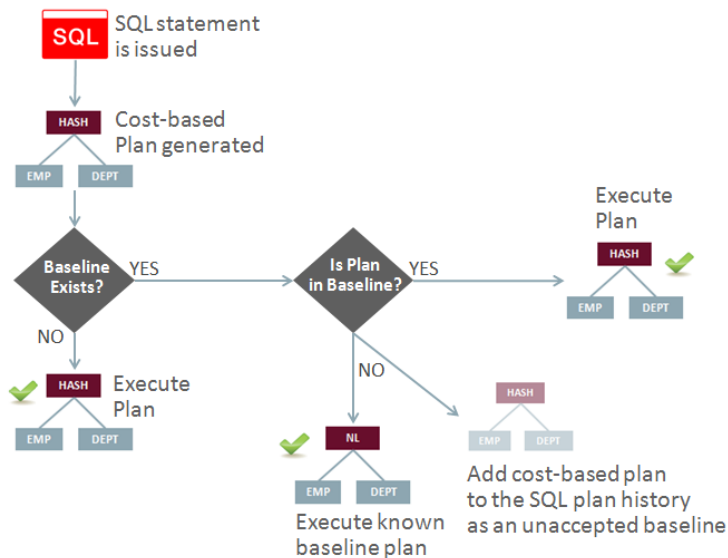 SQL
SQL statement
is issued
HASH
Cost-based
Plan generated
EMP
DEPT
Baseline
Exists?
YES
Is Plan
in Baseline?
YES
Execute
Plan
HASH
EMP
DEPT
NO
HASH
Execute
Plan
EMP
DEPT
NO
NL
EMP
DEPT
Execute known
baseline plan
HASH
EMP
DEPT
Add cost-based plan
to the SQL plan history
as an unaccepted baseline